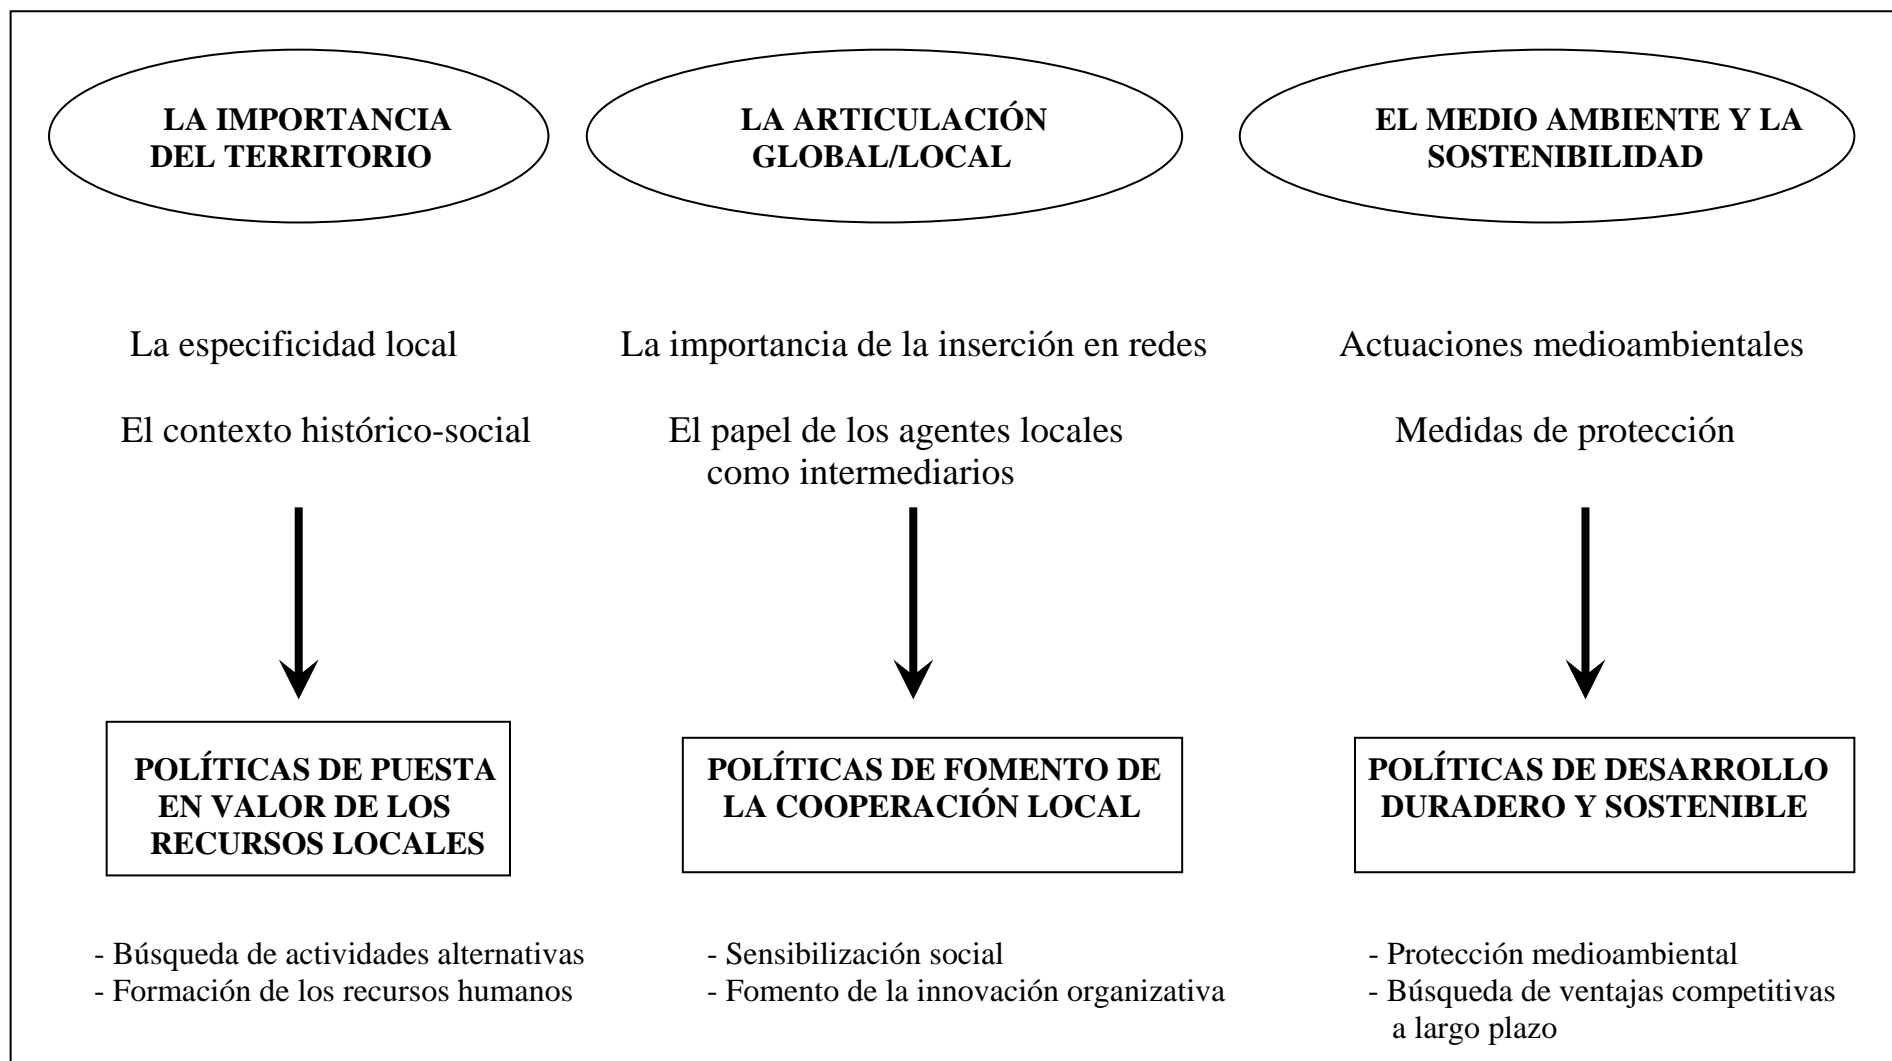 LA IMPORTANCIA
DEL TERRITORIO
LA ARTICULACIÓN
GLOBAL/LOCAL
EL MEDIO AMBIENTE Y LA
SOSTENIBILIDAD
La especificidad local
El contexto histórico-social
La importancia de la inserción en redes
El papel de los agentes locales
como intermediarios
Actuaciones medioambientales
Medidas de protección
POLÍTICAS DE PUESTA
EN VALOR DE LOS
RECURSOS LOCALES
POLÍTICAS DE FOMENTO DE
LA COOPERACIÓN LOCAL
POLÍTICAS DE DESARROLLO
DURADERO Y SOSTENIBLE
- Búsqueda de actividades alternativas
- Formación de los recursos humanos
- Sensibilización social
- Fomento de la innovación organizativa
- Protección medioambiental
- Búsqueda de ventajas competitivas
a largo plazo